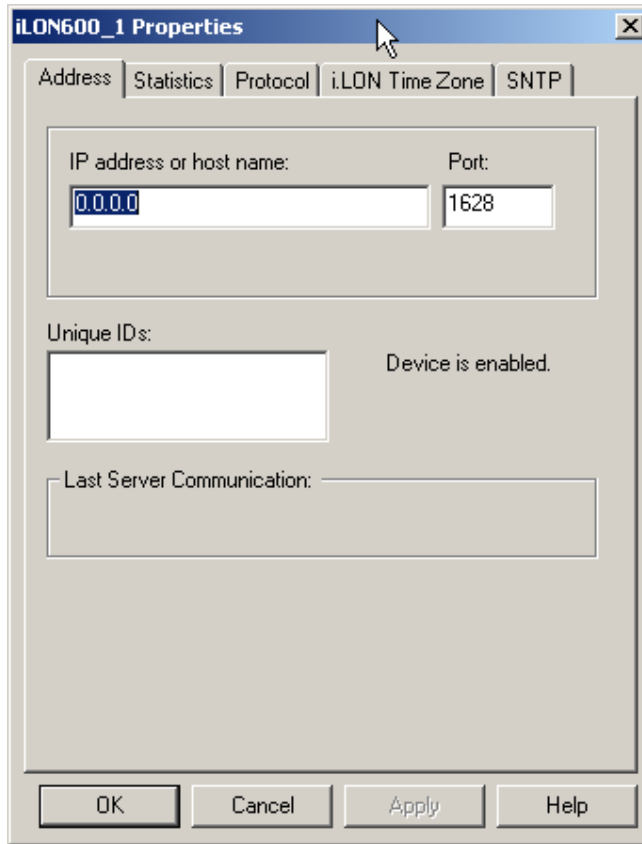 iLON600_1 Properties
Address Statistics Protocol i.LON Time Zone SNTP
IP address or host name: Port:
0.0.0.0 1628
Unique IDs:
Device is enabled.
Last Server Communication:
OK Cancel Apply Help